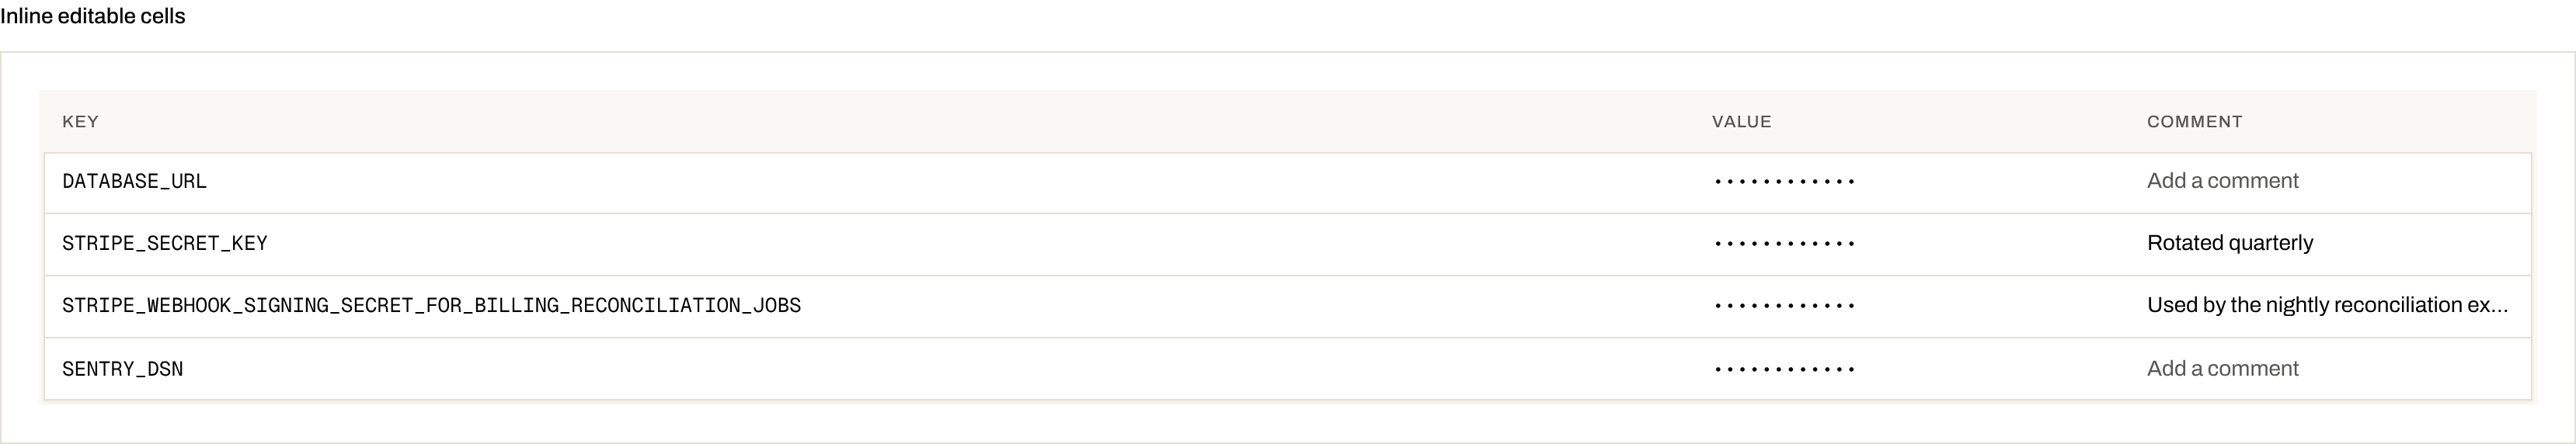 Inline editable cells
KEY VALUE COMMENT
DATABASE_URL •••••••••••• Add a comment
STRIPE_SECRET_KEY •••••••••••• Rotated quarterly
STRIPE_WEBHOOK_SIGNING_SECRET_FOR_BILLING_RECONCILIATION_JOBS •••••••••••• Used by the nightly reconciliation ex...
SENTRY_DSN •••••••••••• Add a comment